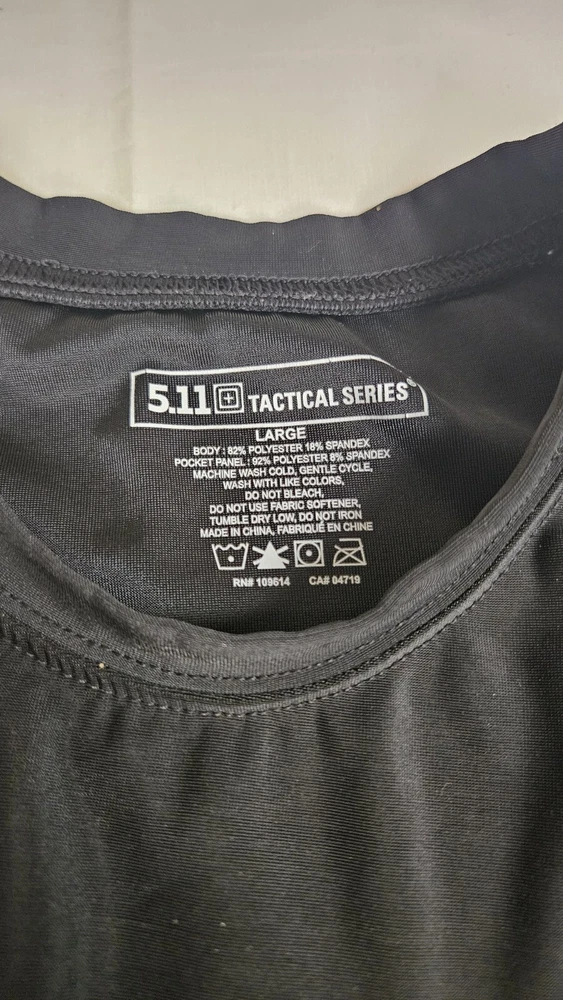 5.11 TACTICAL SERIES®
LARGE
BODY : 82% POLYESTER 18% SPANDEX
POCKET PANEL : 92% POLYESTER 8% SPANDEX
MACHINE WASH COLD, GENTLE CYCLE,
WASH WITH LIKE COLORS,
DO NOT BLEACH,
DO NOT USE FABRIC SOFTENER,
TUMBLE DRY LOW, DO NOT IRON
MADE IN CHINA. FABRIQUÉ EN CHINE
RN# 109614 CA# 04719